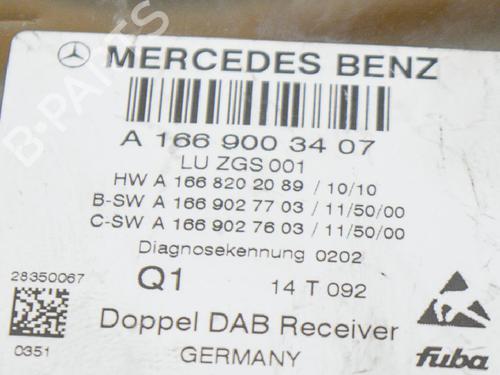 MERCEDES BENZ
A 166 900 34 07
LU ZGS 001
HW A 166 820 20 89 / 10/10
B-SW A 166 902 77 03 / 11/50/00
C-SW A 166 902 76 03 / 11/50/00
Diagnosekennung 0202
28350067
Q1
14 T 092
0351
Doppel DAB Receiver
GERMANY
fuba
B-PARTS